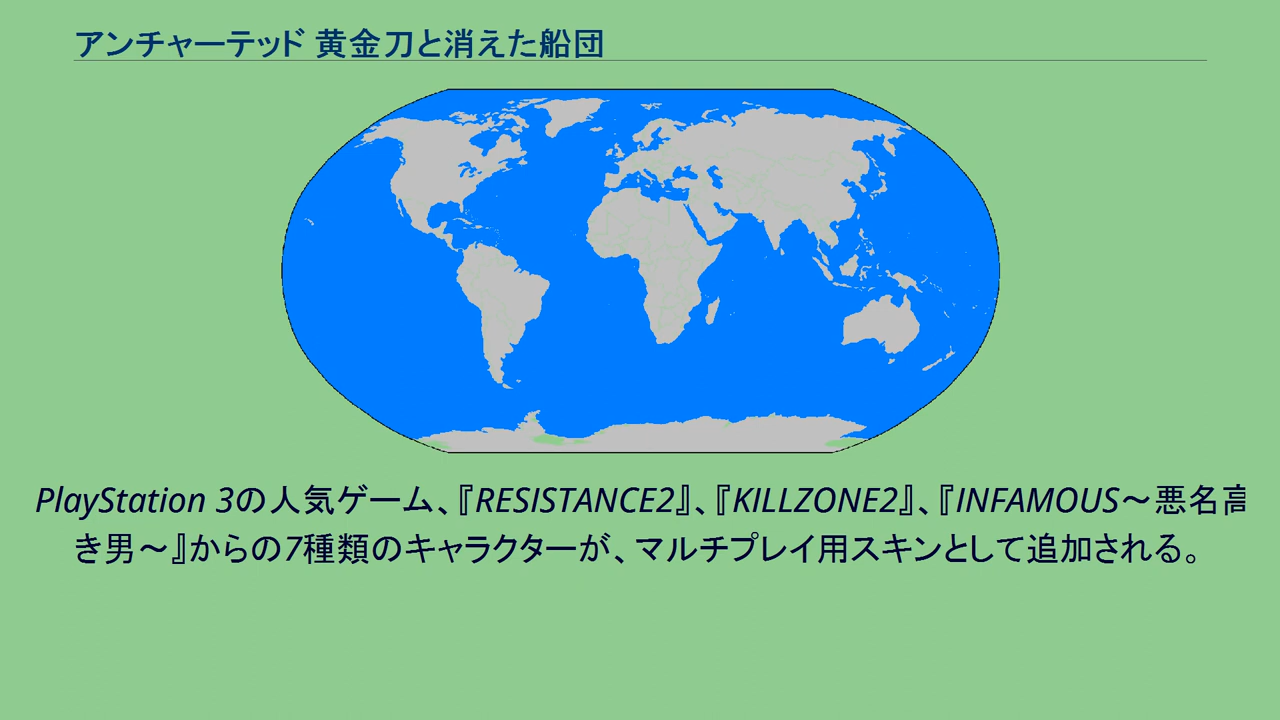 アンチャーテッド 黄金刀と消えた船団
PlayStation 3の人気ゲーム、『RESISTANCE2』、『KILLZONE2』、『INFAMOUS～悪名高
き男～』からの7種類のキャラクターが、マルチプレイ用スキンとして追加される。